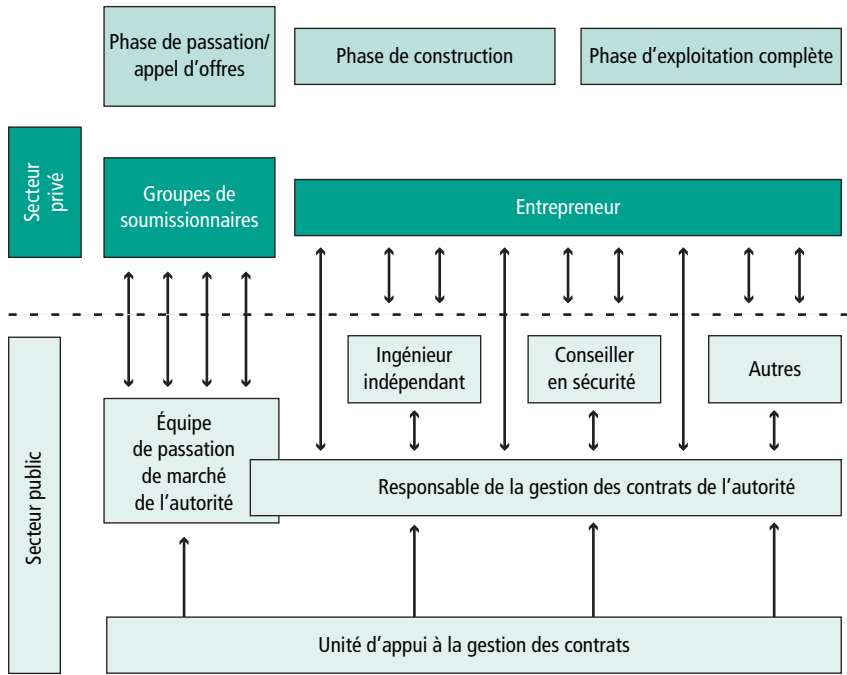 Phase de passation/
appel d'offres
Phase de construction
Phase d'exploitation complète
Secteur
privé
Groupes de
soumissionnaires
Entrepreneur
Secteur public
Ingénieur
indépendant
Conseiller
en sécurité
Autres
Équipe
de passation
de marché
de l'autorité
Responsable de la gestion des contrats de l'autorité
Unité d'appui à la gestion des contrats